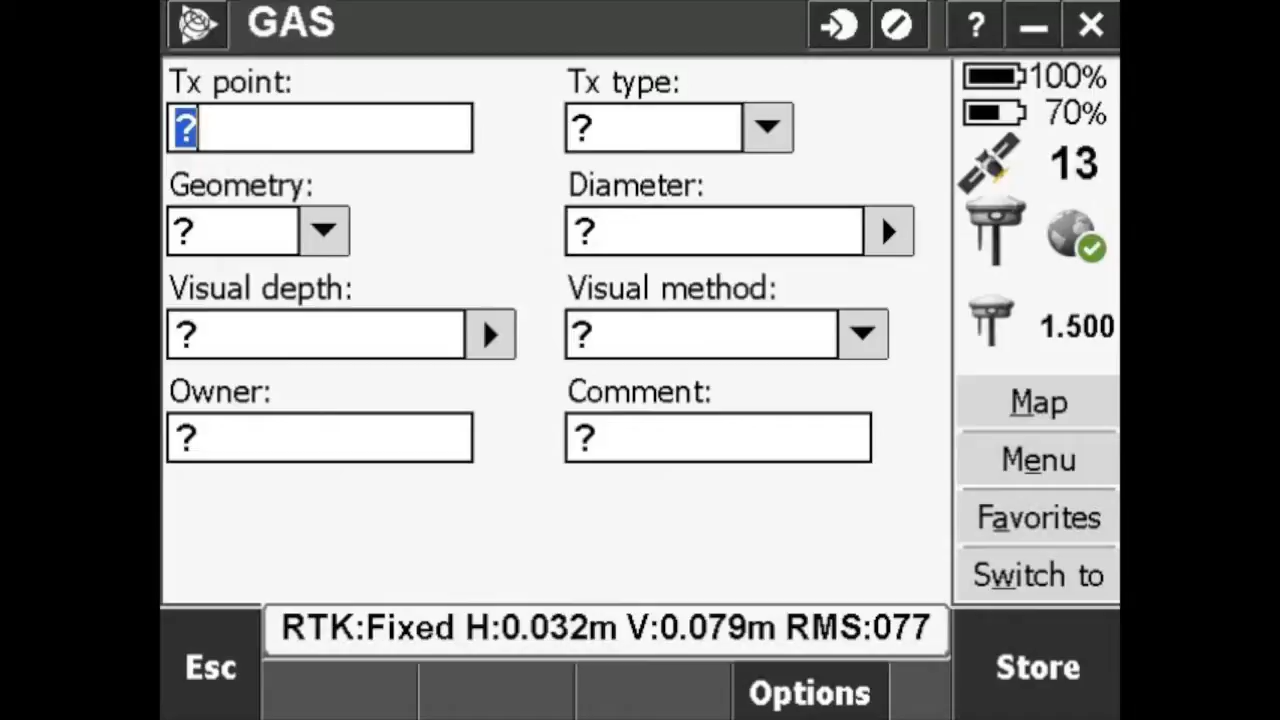 GAS
?
Tx point:
Tx type:
?
?
Geometry:
Diameter:
?
?
Visual depth:
Visual method:
?
?
Owner:
Comment:
?
?
100%
70%
13
1.500
Map
Menu
Favorites
Switch to
RTK:Fixed H:0.032m V:0.079m RMS:077
Esc
Options
Store